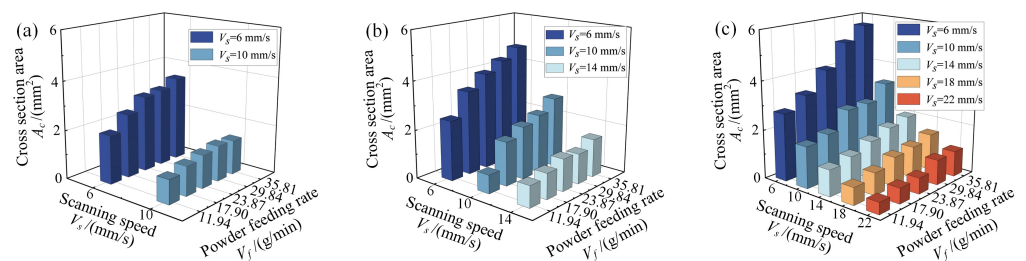 (a)
6
4
2
0
Cross section area
A_c/(mm²)
V_S=6 mm/s
V_S=10 mm/s
6
10
Scanning speed
V_s/(mm/s)
11.94
17.90
23.87
29.84
35.81
Powder feeding rate
V_f/(g/min)
(b)
6
4
2
0
Cross section area
A_c/(mm²)
V_S=6 mm/s
V_S=10 mm/s
V_S=14 mm/s
6
10
14
Scanning speed
V_s/(mm/s)
11.94
17.90
23.87
29.84
35.81
Powder feeding rate
V_f/(g/min)
(c)
6
4
2
0
Cross section area
A_c/(mm²)
V_S=6 mm/s
V_S=10 mm/s
V_S=14 mm/s
V_S=18 mm/s
V_S=22 mm/s
6
10
14
18
22
Scanning speed
V_s/(mm/s)
11.94
17.90
23.87
29.84
35.81
Powder feeding rate
V_f/(g/min)